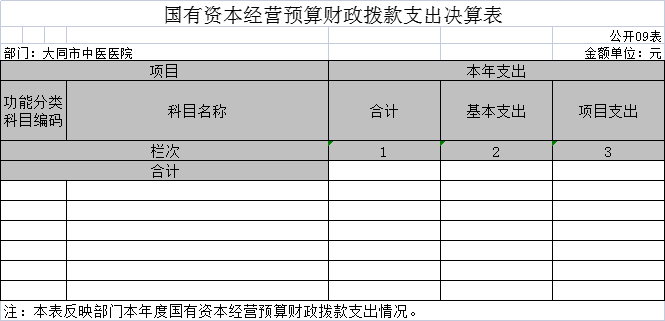 国有资本经营预算财政拨款支出决算表
公开09表
部门：大同市中医医院 金额单位：元
项目 本年支出
功能分类科目编码 科目名称 合计 基本支出 项目支出
栏次 1 2 3
合计
注：本表反映部门本年度国有资本经营预算财政拨款支出情况。